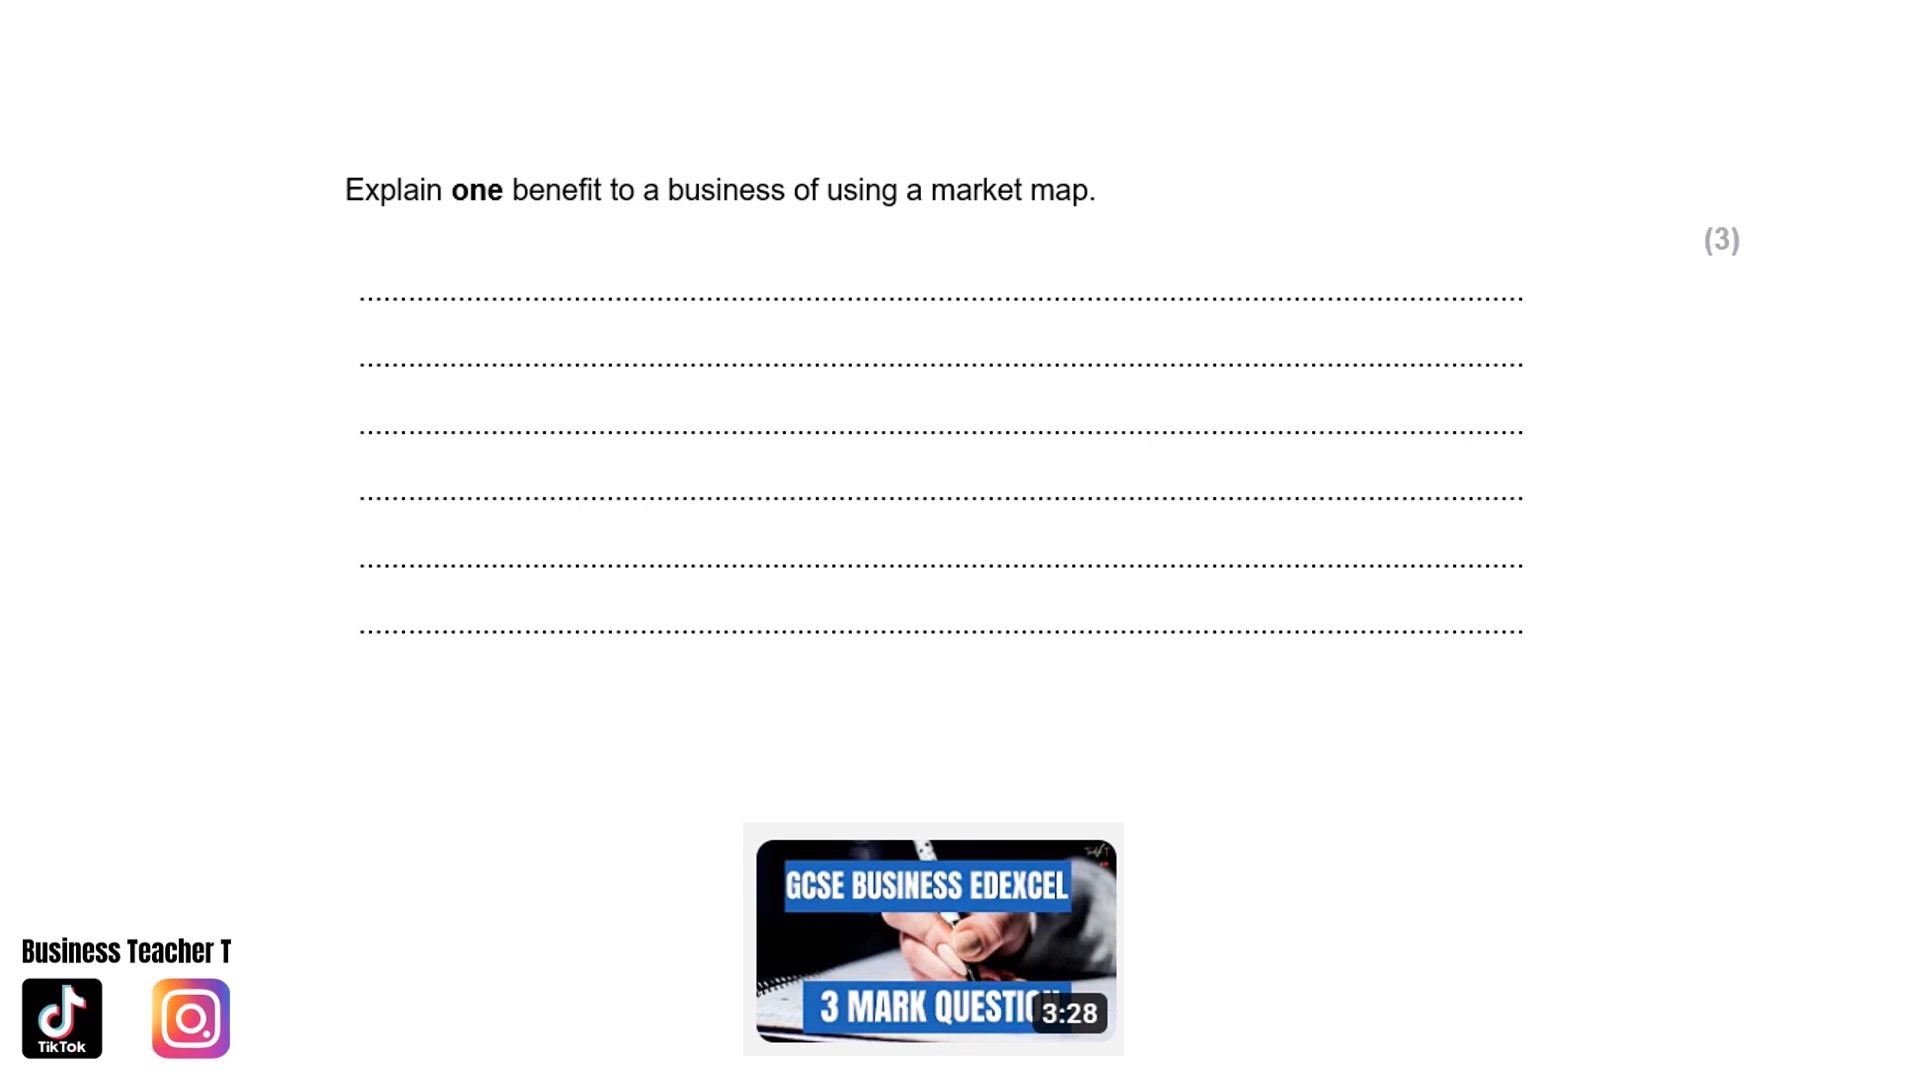 Explain one benefit to a business of using a market map.
(3)
GCSE BUSINESS EDEXCEL
3 MARK
3:28
Business Teacher T
TikTok